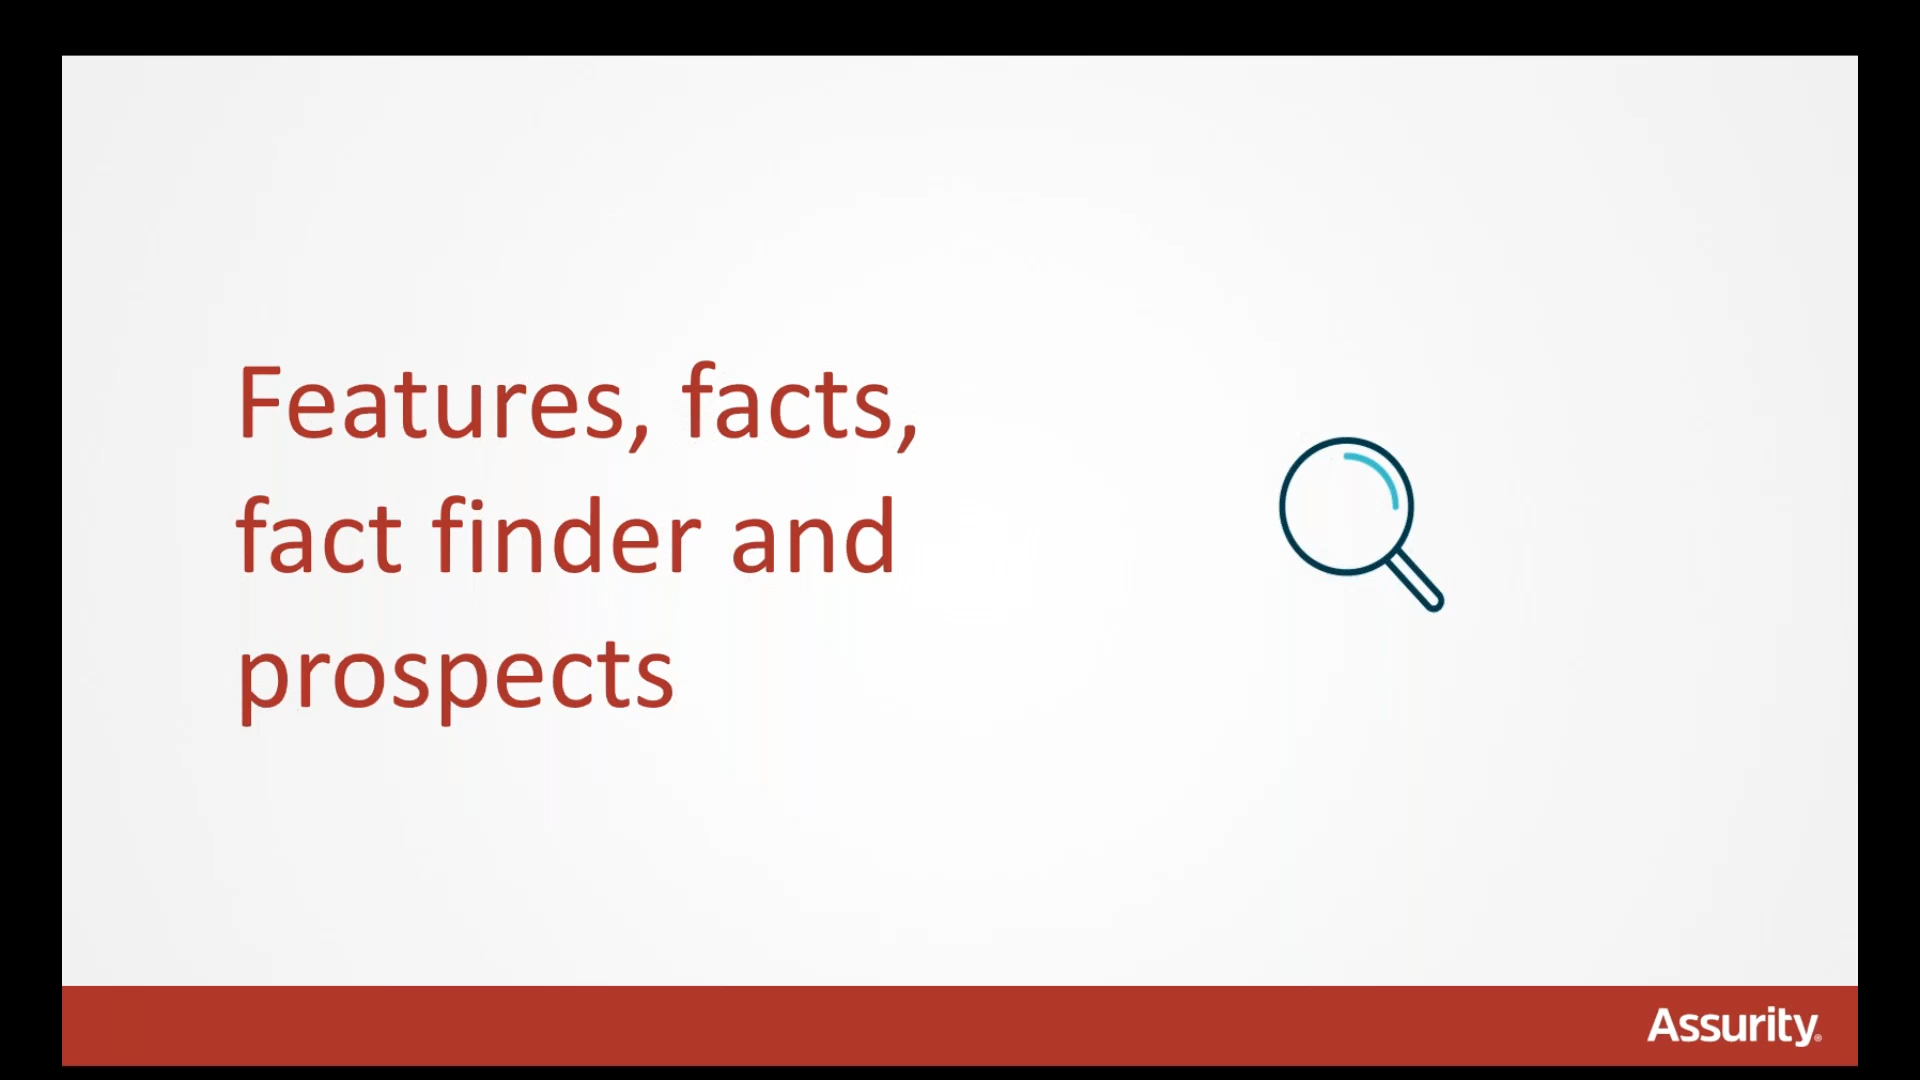 Features, facts,
fact finder and
prospects
Assurity®